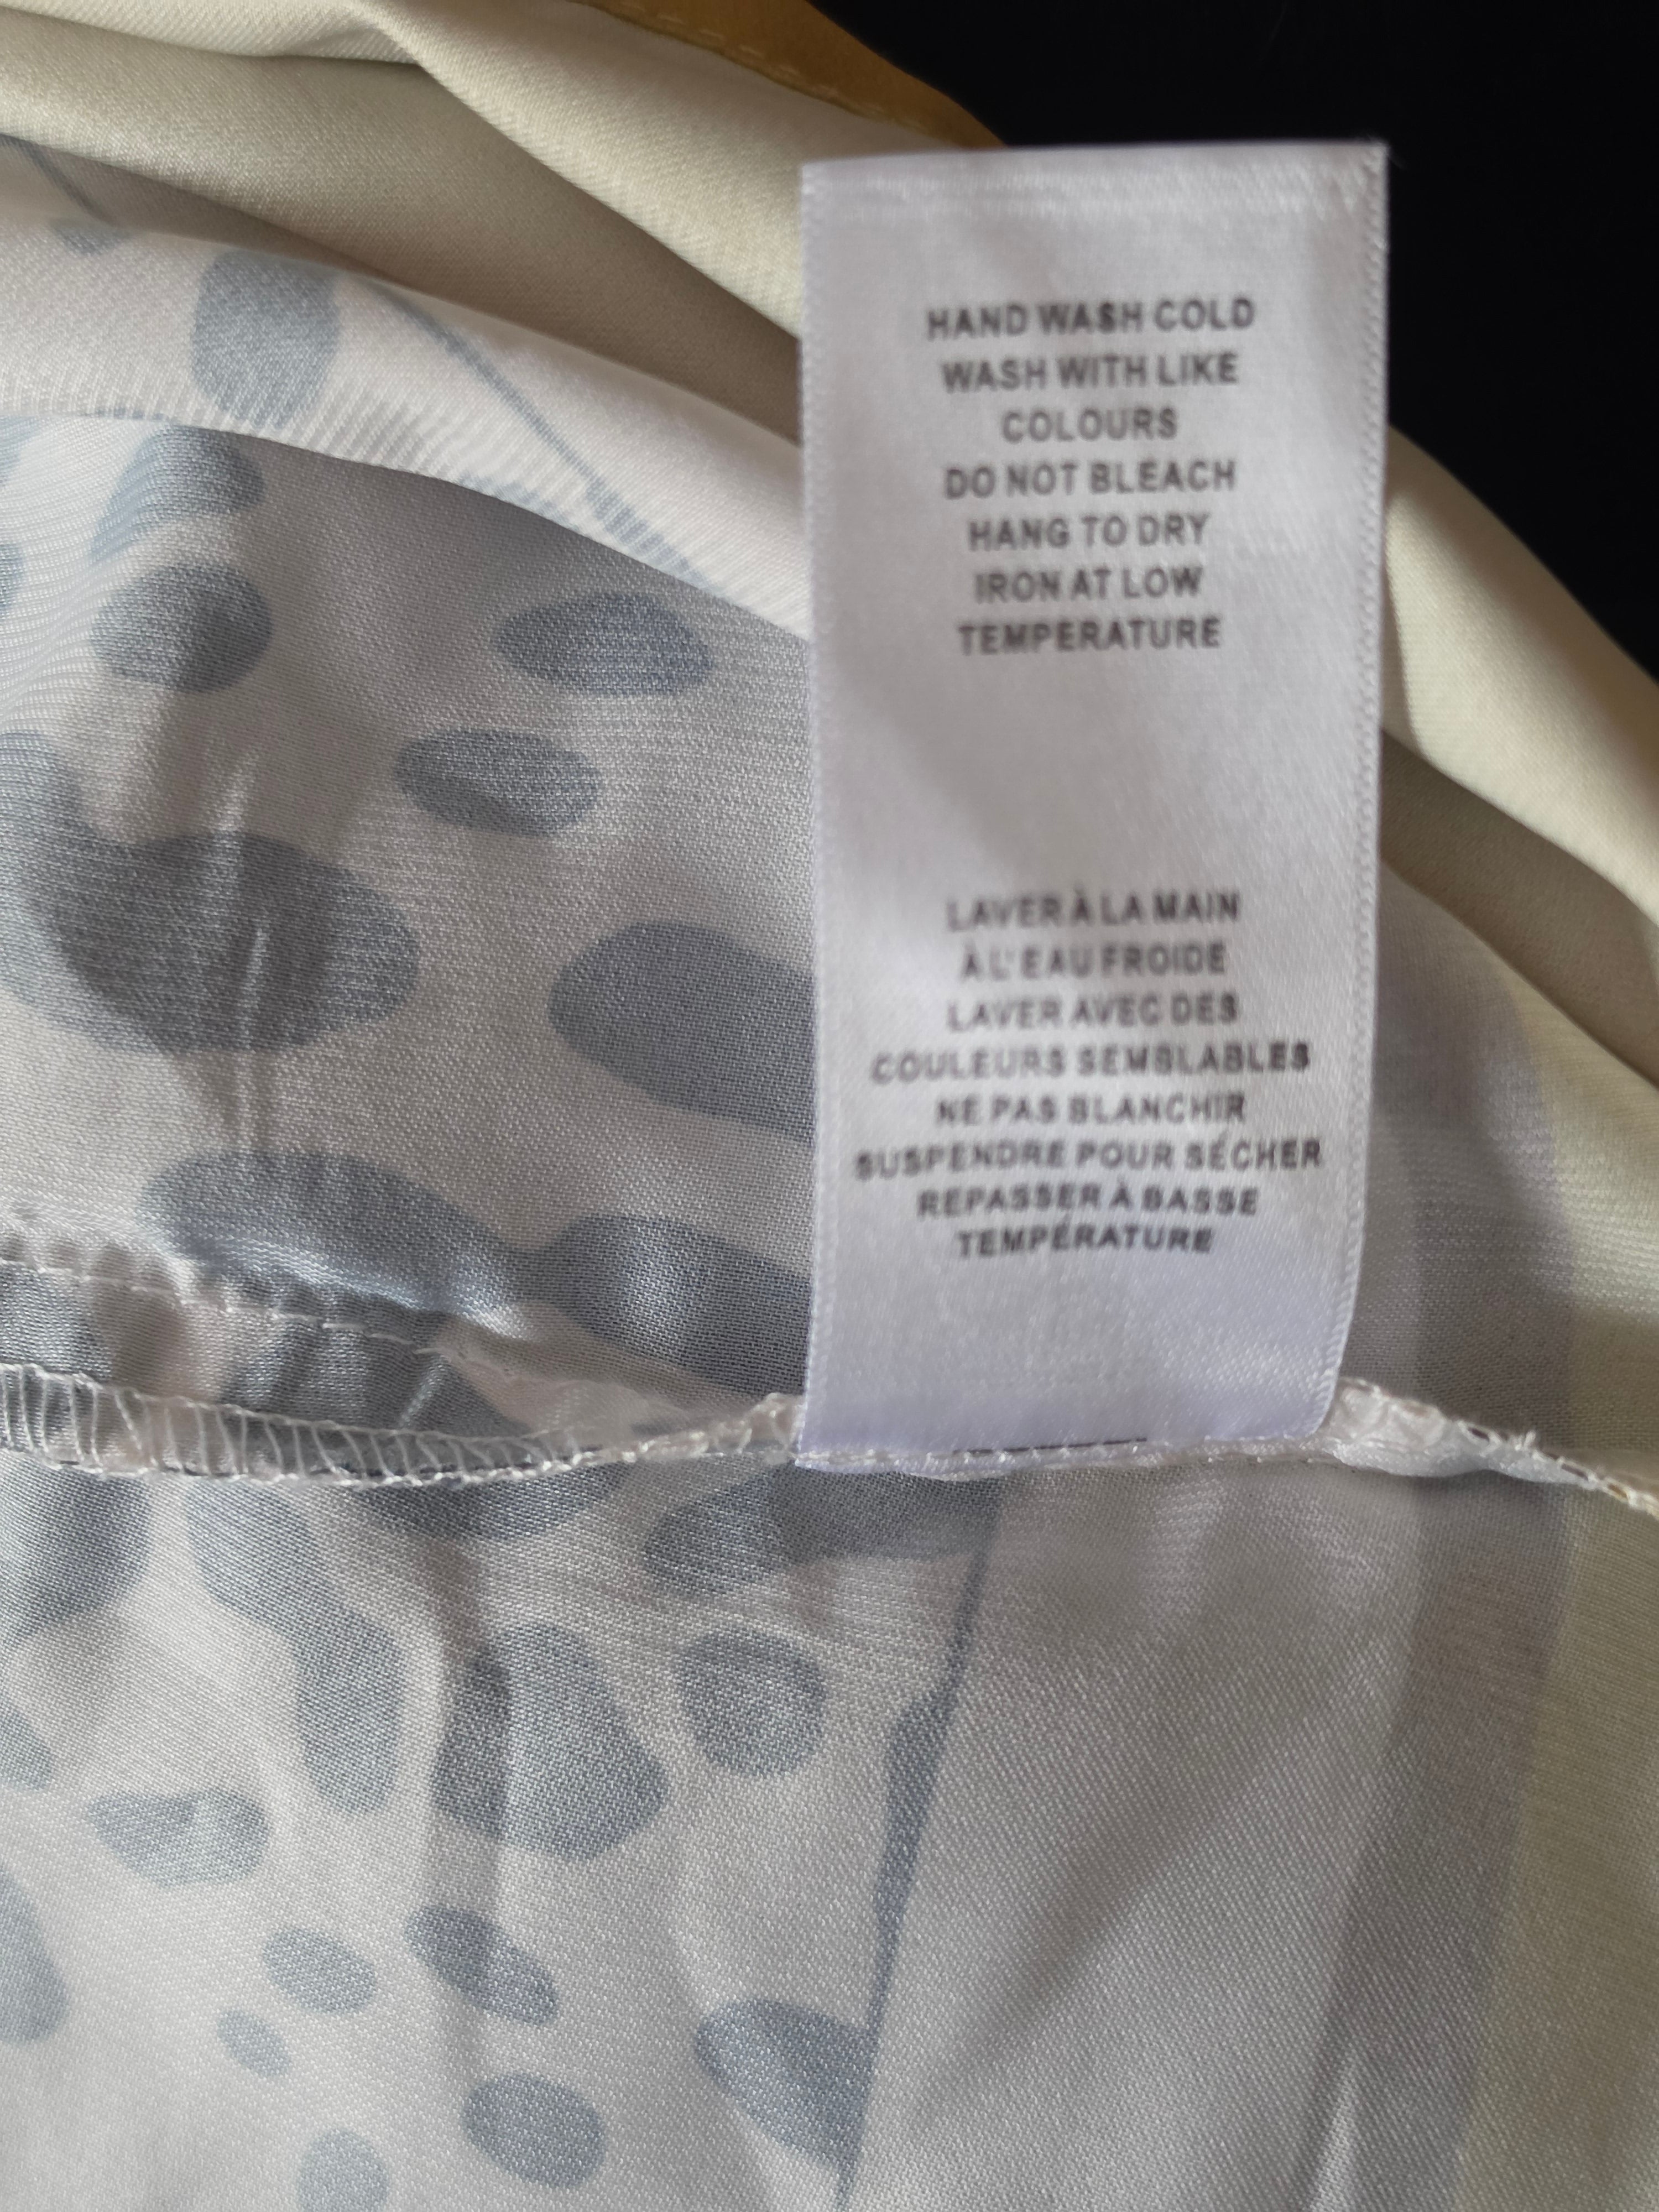 HAND WASH COLD
WASH WITH LIKE
COLOURS
DO NOT BLEACH
HANG TO DRY
IRON AT LOW
TEMPERATURE
LAVER À LA MAIN
À L'EAU FROIDE
LAVER AVEC DES
COULEURS SEMBLABLES
NE PAS BLANCHIR
SUSPENDRE POUR SÉCHER
REPASSER À BASSE
TEMPÉRATURE